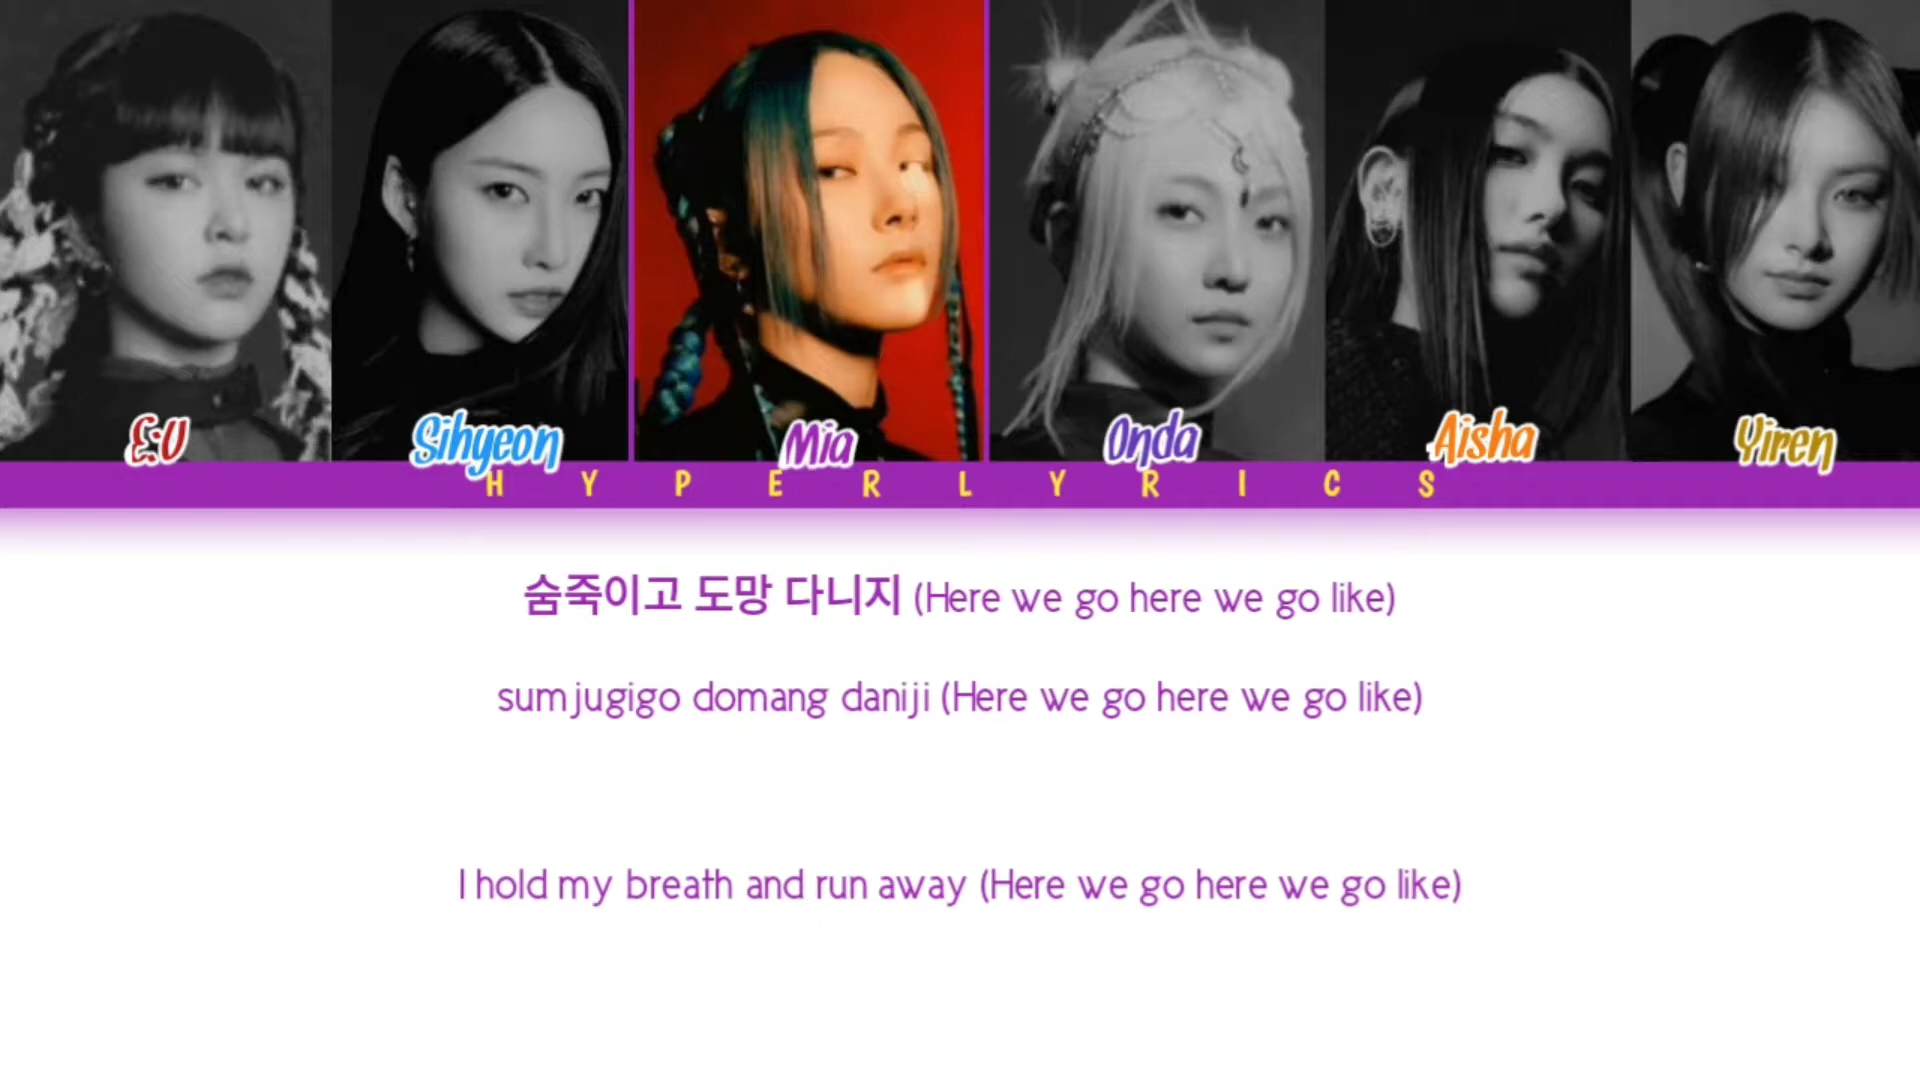 E:U Sihyeon Mia Onda Aisha Yiren
HYPERLYRICS
숨죽이고 도망 다니지 (Here we go here we go like)
sumjugigo domang daniji (Here we go here we go like)
I hold my breath and run away (Here we go here we go like)